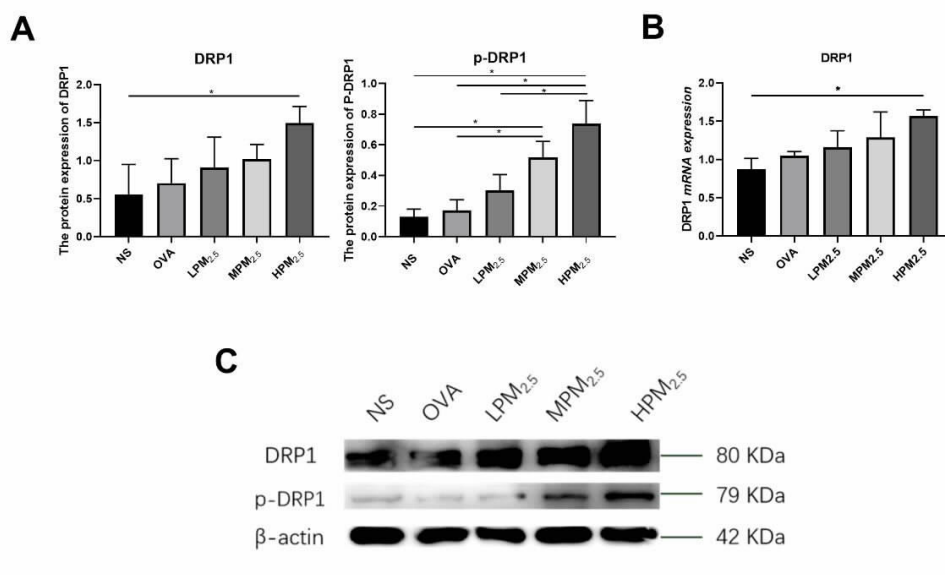 A
DRP1
The protein expression of DRP1
2.0
1.5
1.0
0.5
0.0
*
NS
OVA
LPM2.5
MPM2.5
HPM2.5
p-DRP1
The protein expression of P-DRP1
1.0
0.8
0.6
0.4
0.2
0.0
*
*
*
*
*
NS
OVA
LPM2.5
MPM2.5
HPM2.5
B
DRP1
DRP1 mRNA expression
2.0
1.5
1.0
0.5
0.0
*
NS
OVA
LPM2.5
MPM2.5
HPM2.5
C
NS
OVA
LPM2.5
MPM2.5
HPM2.5
DRP1
80 KDa
p-DRP1
79 KDa
β-actin
42 KDa